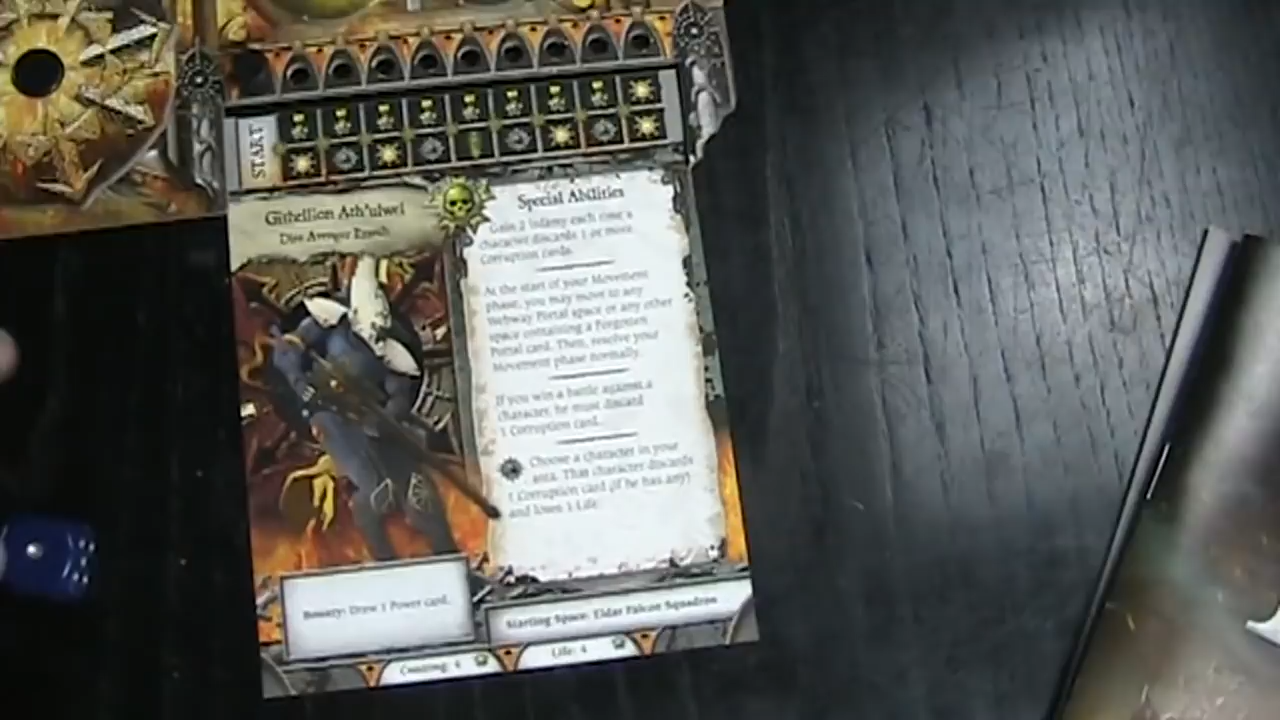 START
Githellion Ath'ulwel
Dire Avenger Exarch
Special Abilities
Gain 2 Infamy each time a
character discards 1 or more
Corruption cards.
At the start of your Movement
phase, you may move to any
Webway Portal space or any other
space containing a Forgotten
Portal card. Then, resolve your
Movement phase normally.
If you win a battle against a
character, he must discard
1 Corruption card.
Choose a character in your
area. That character discards
1 Corruption card (if he has any)
and loses 1 Life.
Bounty: Draw 1 Power card.
Starting Space: Eldar Falcon Squadron
Cunning: 4
Life: 4